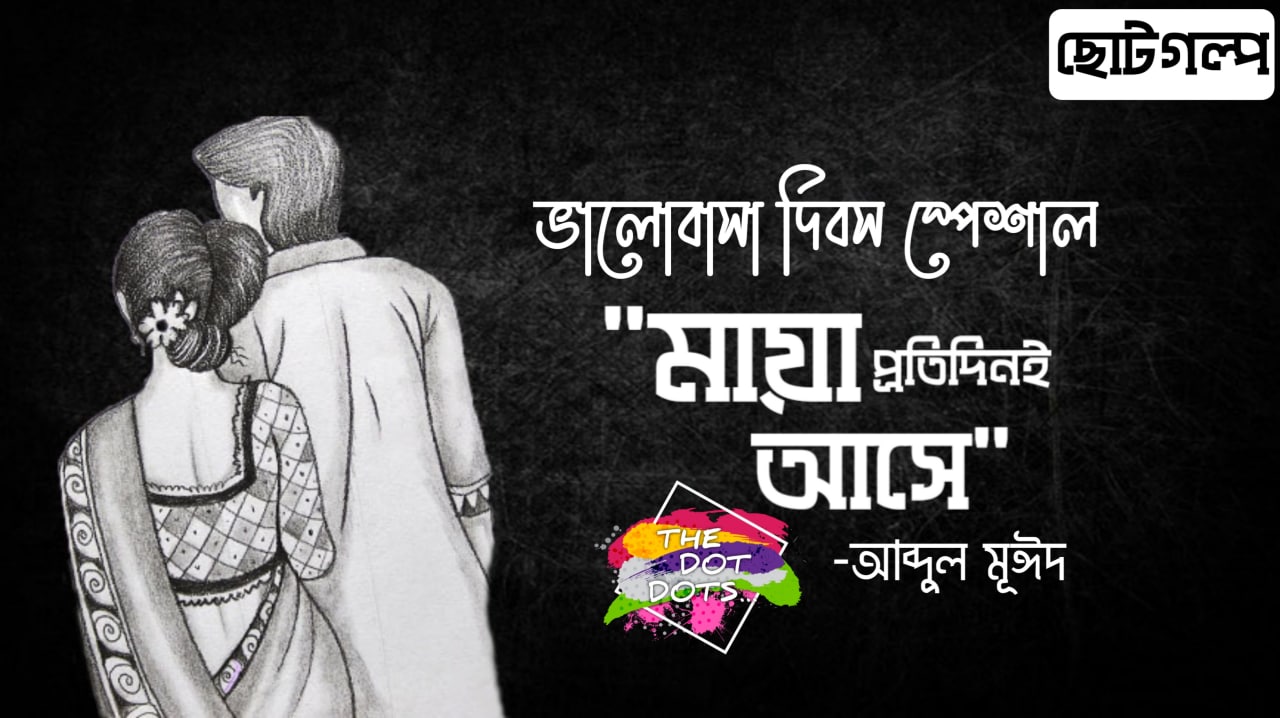 ছোটগল্প
ভালোবাসা দিবস স্পেশাল
"মায়া প্রতিদিনই
আসে"
THE
DOT
DOTS..
-আব্দুল মূঈদ